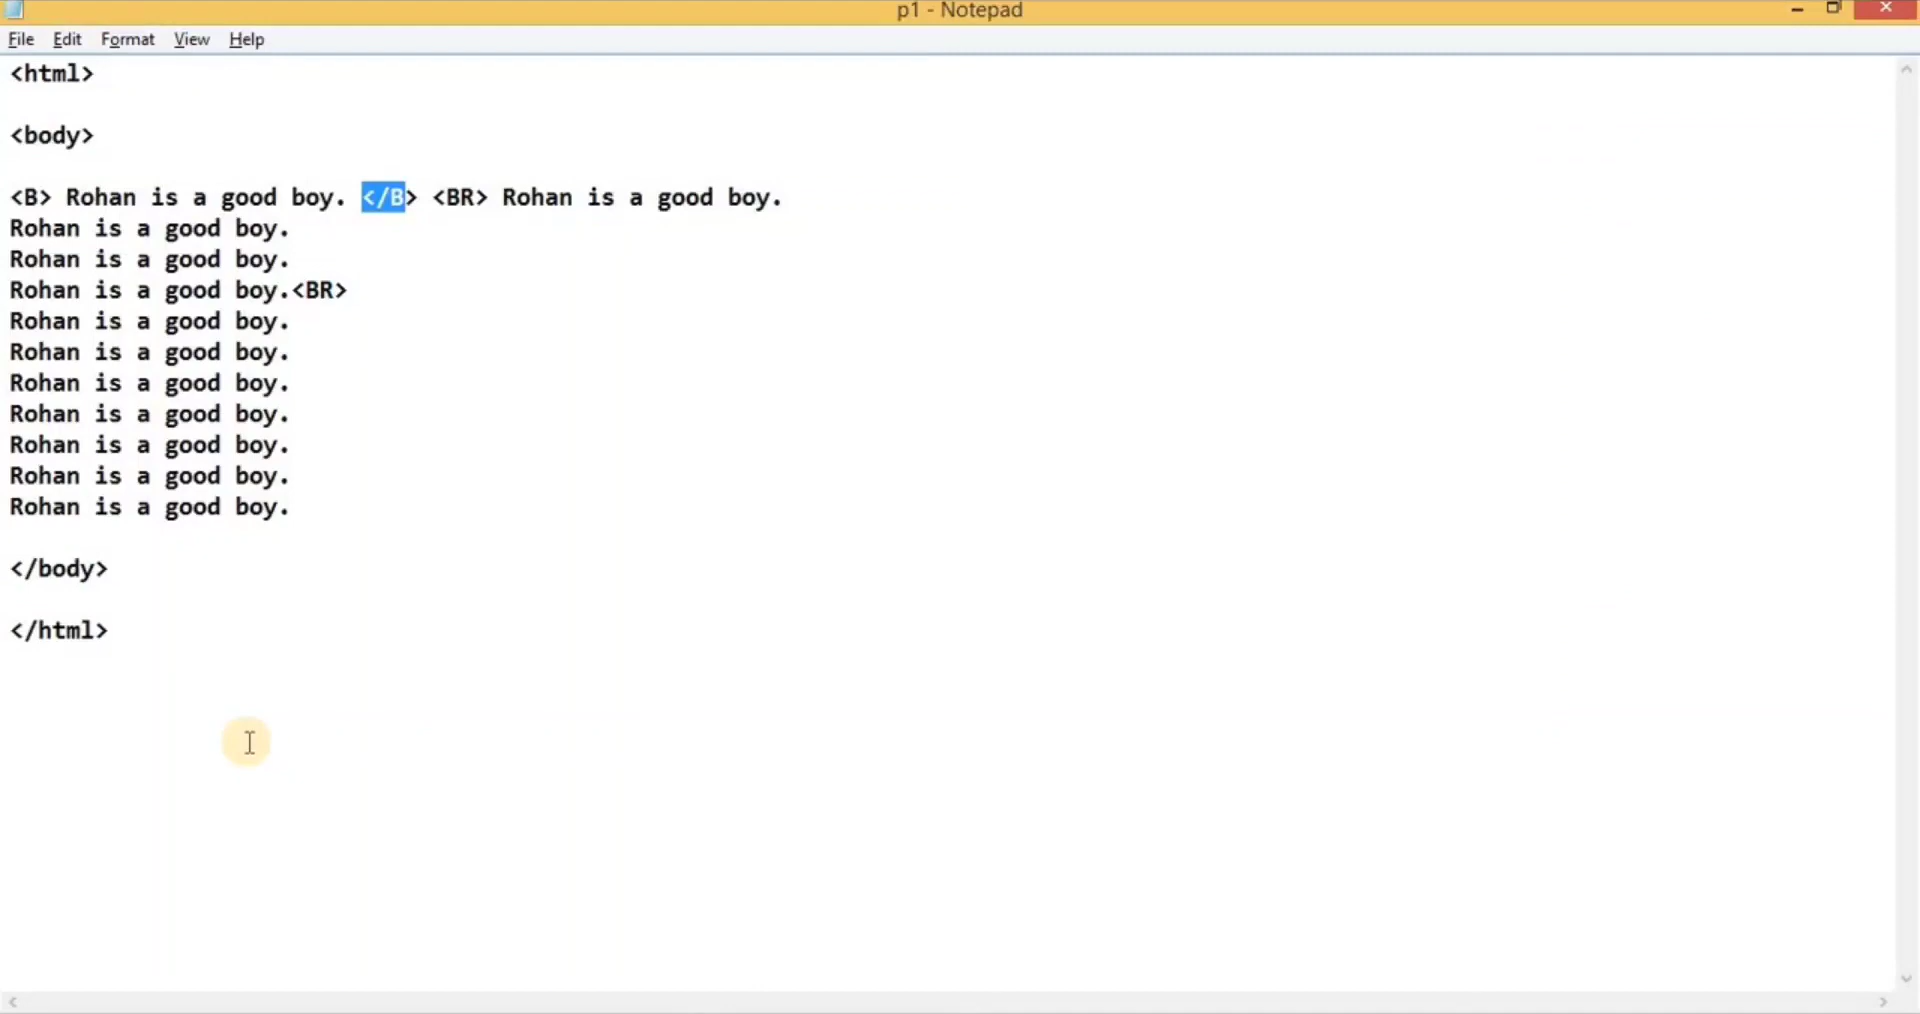 p1 - Notepad
File Edit Format View Help
<html>
<body>
<B> Rohan is a good boy. </B> <BR> Rohan is a good boy.
Rohan is a good boy.
Rohan is a good boy.
Rohan is a good boy.<BR>
Rohan is a good boy.
Rohan is a good boy.
Rohan is a good boy.
Rohan is a good boy.
Rohan is a good boy.
Rohan is a good boy.
Rohan is a good boy.
</body>
</html>